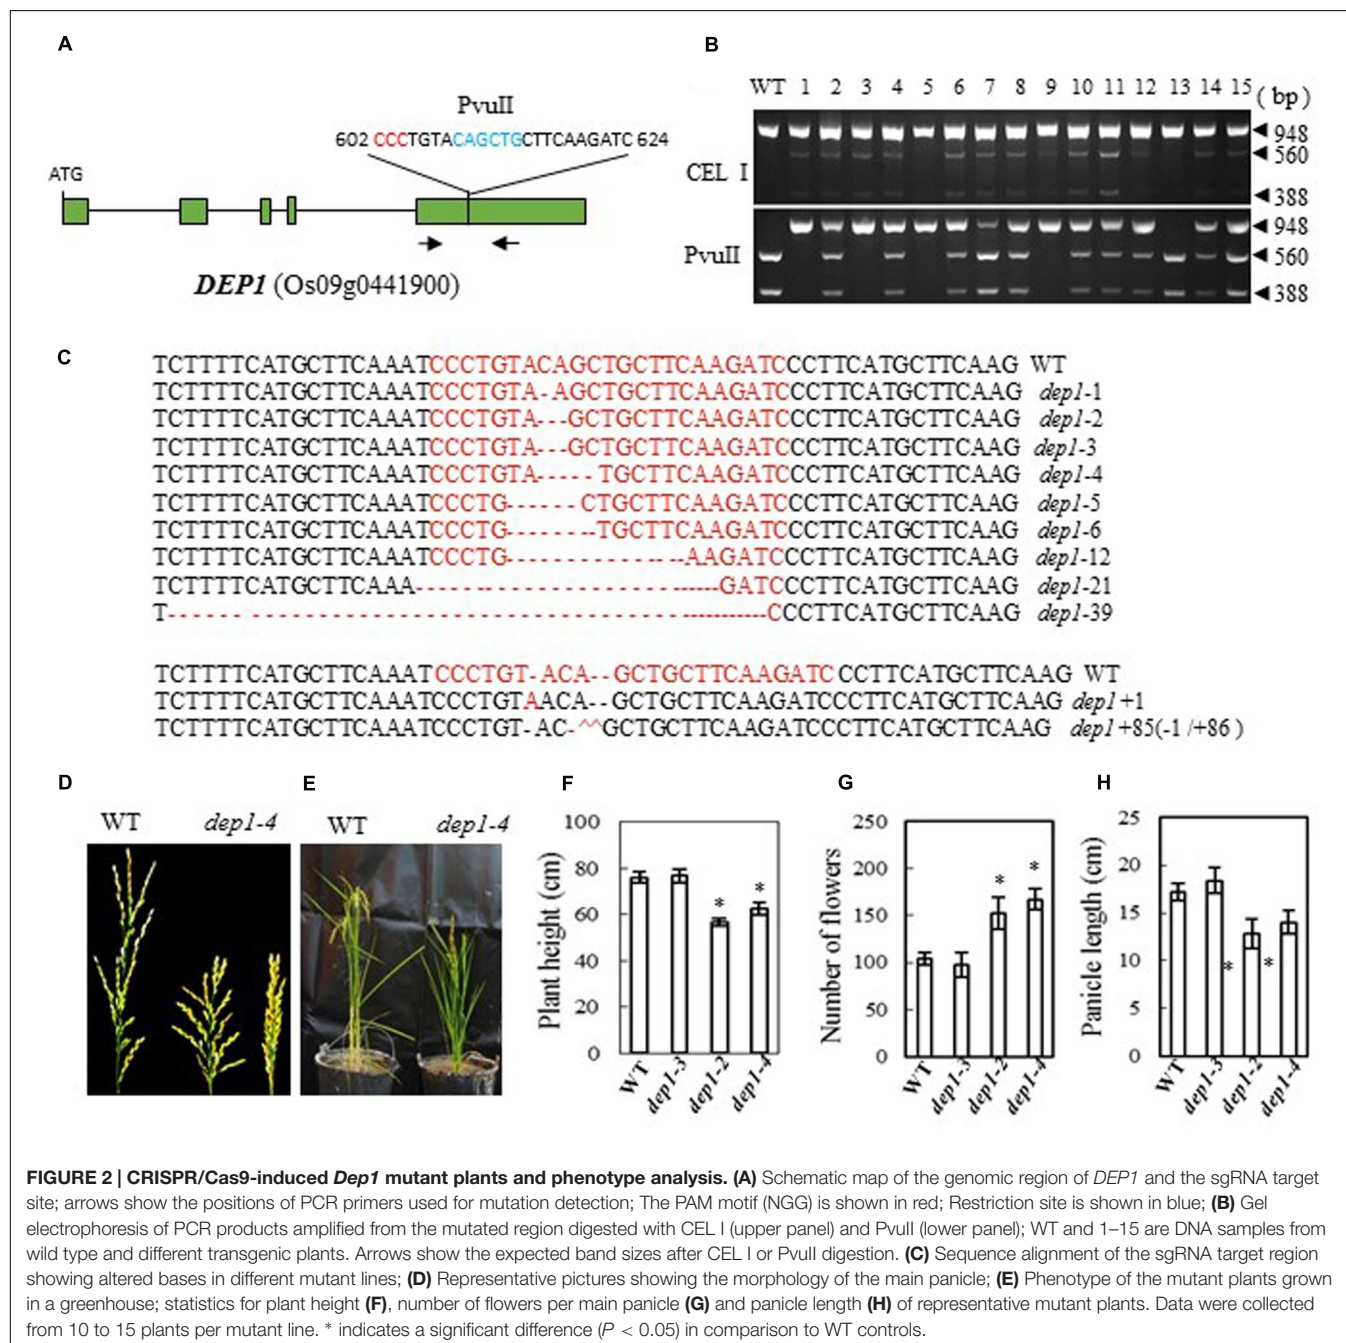 A
PvuII
602 CCCTGTACAGCTGCTTCAAGATC 624
ATG
DEP1 (Os09g0441900)
B
WT 1 2 3 4 5 6 7 8 9 10 11 12 13 14 15 (bp)
CEL I
948
560
388
PvuII
948
560
388
C
TCTTTTCATGCTTCAAATCCCTGTACAGCTGCTTCAAGATCCCCTTCATGCTTCAAG WT
TCTTTTCATGCTTCAAATCCCTGTA-AGCTGCTTCAAGATCCCCTTCATGCTTCAAG dep1-1
TCTTTTCATGCTTCAAATCCCTGTA---GCTGCTTCAAGATCCCCTTCATGCTTCAAG dep1-2
TCTTTTCATGCTTCAAATCCCTGTA---GCTGCTTCAAGATCCCCTTCATGCTTCAAG dep1-3
TCTTTTCATGCTTCAAATCCCTGTA----- TGCTTCAAGATCCCCTTCATGCTTCAAG dep1-4
TCTTTTCATGCTTCAAATCCCTG------CTGCTTCAAGATCCCCTTCATGCTTCAAG dep1-5
TCTTTTCATGCTTCAAATCCCTG--------TGCTTCAAGATCCCCTTCATGCTTCAAG dep1-6
TCTTTTCATGCTTCAAATCCCTG----------------AAGATCCCCTTCATGCTTCAAG dep1-12
TCTTTTCATGCTTCAAA------------------------------GATCCCCTTCATGCTTCAAG dep1-21
T------------------------------------------------------------CCCCTTCATGCTTCAAG dep1-39
TCTTTTCATGCTTCAAATCCCTGT-ACA--GCTGCTTCAAGATCCCCTTCATGCTTCAAG WT
TCTTTTCATGCTTCAAATCCCTGTAACA--GCTGCTTCAAGATCCCCTTCATGCTTCAAG dep1+1
TCTTTTCATGCTTCAAATCCCTGT-AC-^^GCTGCTTCAAGATCCCCTTCATGCTTCAAG dep1+85(-1/+86)
D
WT dep1-4
E
WT dep1-4
F
Plant height (cm)
100
80
60
40
20
0
* *
WT dep1-3 dep1-2 dep1-4
G
Number of flowers
250
200
150
100
50
0
* *
WT dep1-3 dep1-2 dep1-4
H
Panicle length (cm)
25
20
15
10
5
0
* *
WT dep1-3 dep1-2 dep1-4
FIGURE 2 | CRISPR/Cas9-induced Dep1 mutant plants and phenotype analysis. (A) Schematic map of the genomic region of DEP1 and the sgRNA target
site; arrows show the positions of PCR primers used for mutation detection; The PAM motif (NGG) is shown in red; Restriction site is shown in blue; (B) Gel
electrophoresis of PCR products amplified from the mutated region digested with CEL I (upper panel) and PvuII (lower panel); WT and 1–15 are DNA samples from
wild type and different transgenic plants. Arrows show the expected band sizes after CEL I or PvuII digestion. (C) Sequence alignment of the sgRNA target region
showing altered bases in different mutant lines; (D) Representative pictures showing the morphology of the main panicle; (E) Phenotype of the mutant plants grown
in a greenhouse; statistics for plant height (F), number of flowers per main panicle (G) and panicle length (H) of representative mutant plants. Data were collected
from 10 to 15 plants per mutant line. * indicates a significant difference (P < 0.05) in comparison to WT controls.